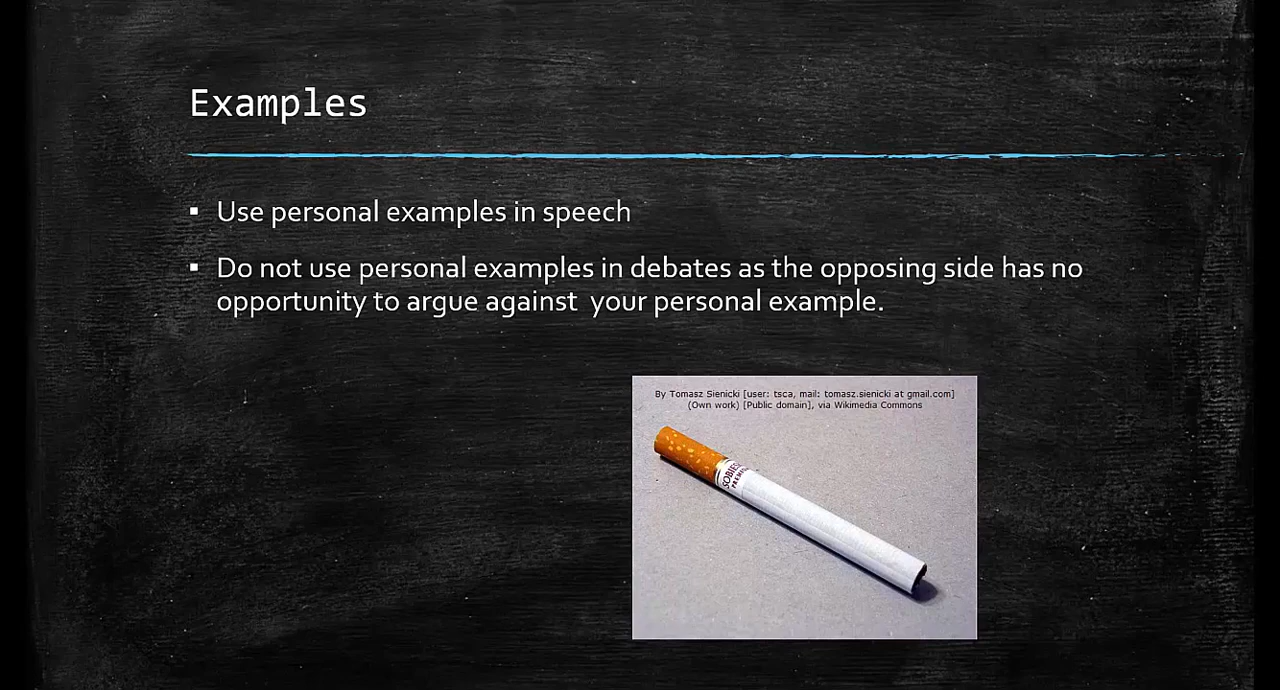 Examples
▪ Use personal examples in speech
▪ Do not use personal examples in debates as the opposing side has no
opportunity to argue against  your personal example.
By Tomasz Sienicki [user: tsca, mail: tomasz.sienicki at gmail.com]
(Own work) [Public domain], via Wikimedia Commons